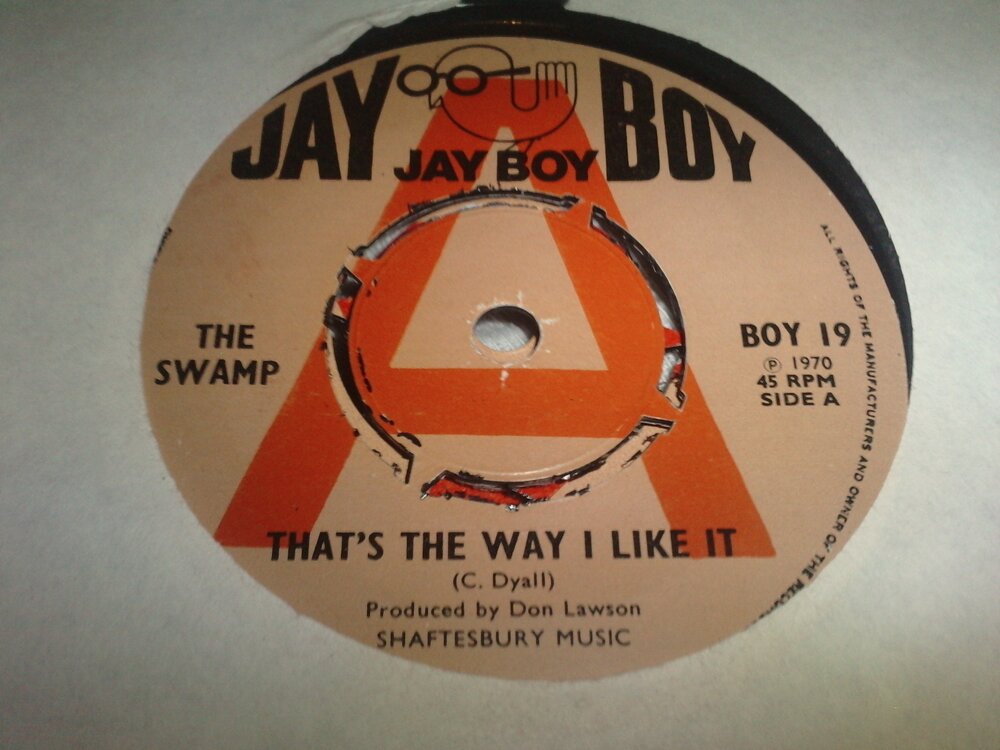 JAY BOY
JAY BOY
A
THE
SWAMP
BOY 19
℗ 1970
45 RPM
SIDE A
THAT'S THE WAY I LIKE IT
(C. Dyall)
Produced by Don Lawson
SHAFTESBURY MUSIC
ALL RIGHTS OF THE MANUFACTURERS AND OWNER OF THE